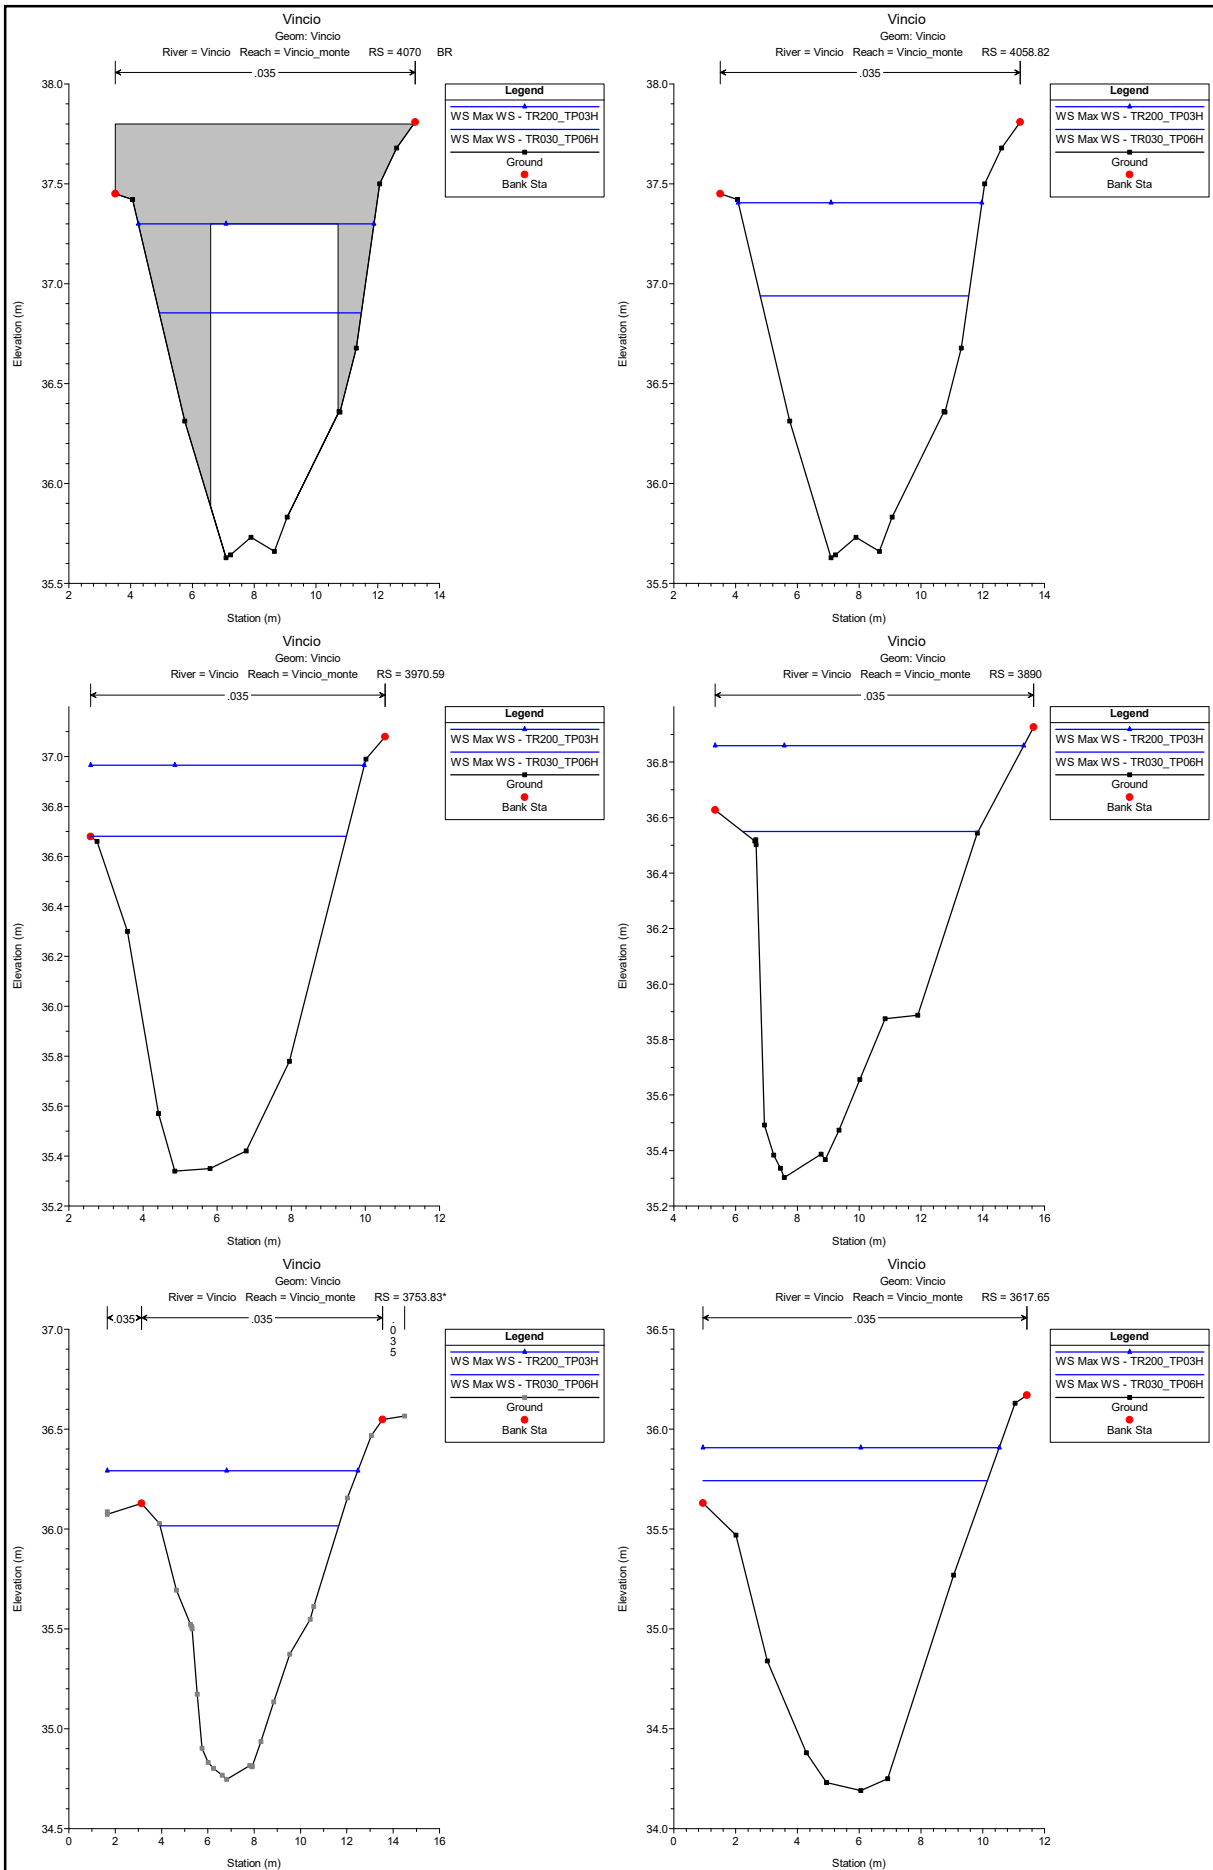 Vincio
Geom: Vincio
River = Vincio Reach = Vincio_monte RS = 4070 BR
.035
38.0
37.5
37.0
36.5
36.0
35.5
Elevation (m)
2 4 6 8 10 12 14
Station (m)
Legend
WS Max WS - TR200_TP03H
WS Max WS - TR030_TP06H
Ground
Bank Sta
Vincio
Geom: Vincio
River = Vincio Reach = Vincio_monte RS = 4058.82
.035
38.0
37.5
37.0
36.5
36.0
35.5
Elevation (m)
2 4 6 8 10 12 14
Station (m)
Legend
WS Max WS - TR200_TP03H
WS Max WS - TR030_TP06H
Ground
Bank Sta
Vincio
Geom: Vincio
River = Vincio Reach = Vincio_monte RS = 3970.59
.035
37.0
36.8
36.6
36.4
36.2
36.0
35.8
35.6
35.4
35.2
Elevation (m)
2 4 6 8 10 12
Station (m)
Legend
WS Max WS - TR200_TP03H
WS Max WS - TR030_TP06H
Ground
Bank Sta
Vincio
Geom: Vincio
River = Vincio Reach = Vincio_monte RS = 3890
.035
36.8
36.6
36.4
36.2
36.0
35.8
35.6
35.4
35.2
Elevation (m)
4 6 8 10 12 14 16
Station (m)
Legend
WS Max WS - TR200_TP03H
WS Max WS - TR030_TP06H
Ground
Bank Sta
Vincio
Geom: Vincio
River = Vincio Reach = Vincio_monte RS = 3753.83*
.035 .035 .035
37.0
36.5
36.0
35.5
35.0
34.5
Elevation (m)
0 2 4 6 8 10 12 14 16
Station (m)
Legend
WS Max WS - TR200_TP03H
WS Max WS - TR030_TP06H
Ground
Bank Sta
Vincio
Geom: Vincio
River = Vincio Reach = Vincio_monte RS = 3617.65
.035
36.5
36.0
35.5
35.0
34.5
34.0
Elevation (m)
0 2 4 6 8 10 12
Station (m)
Legend
WS Max WS - TR200_TP03H
WS Max WS - TR030_TP06H
Ground
Bank Sta